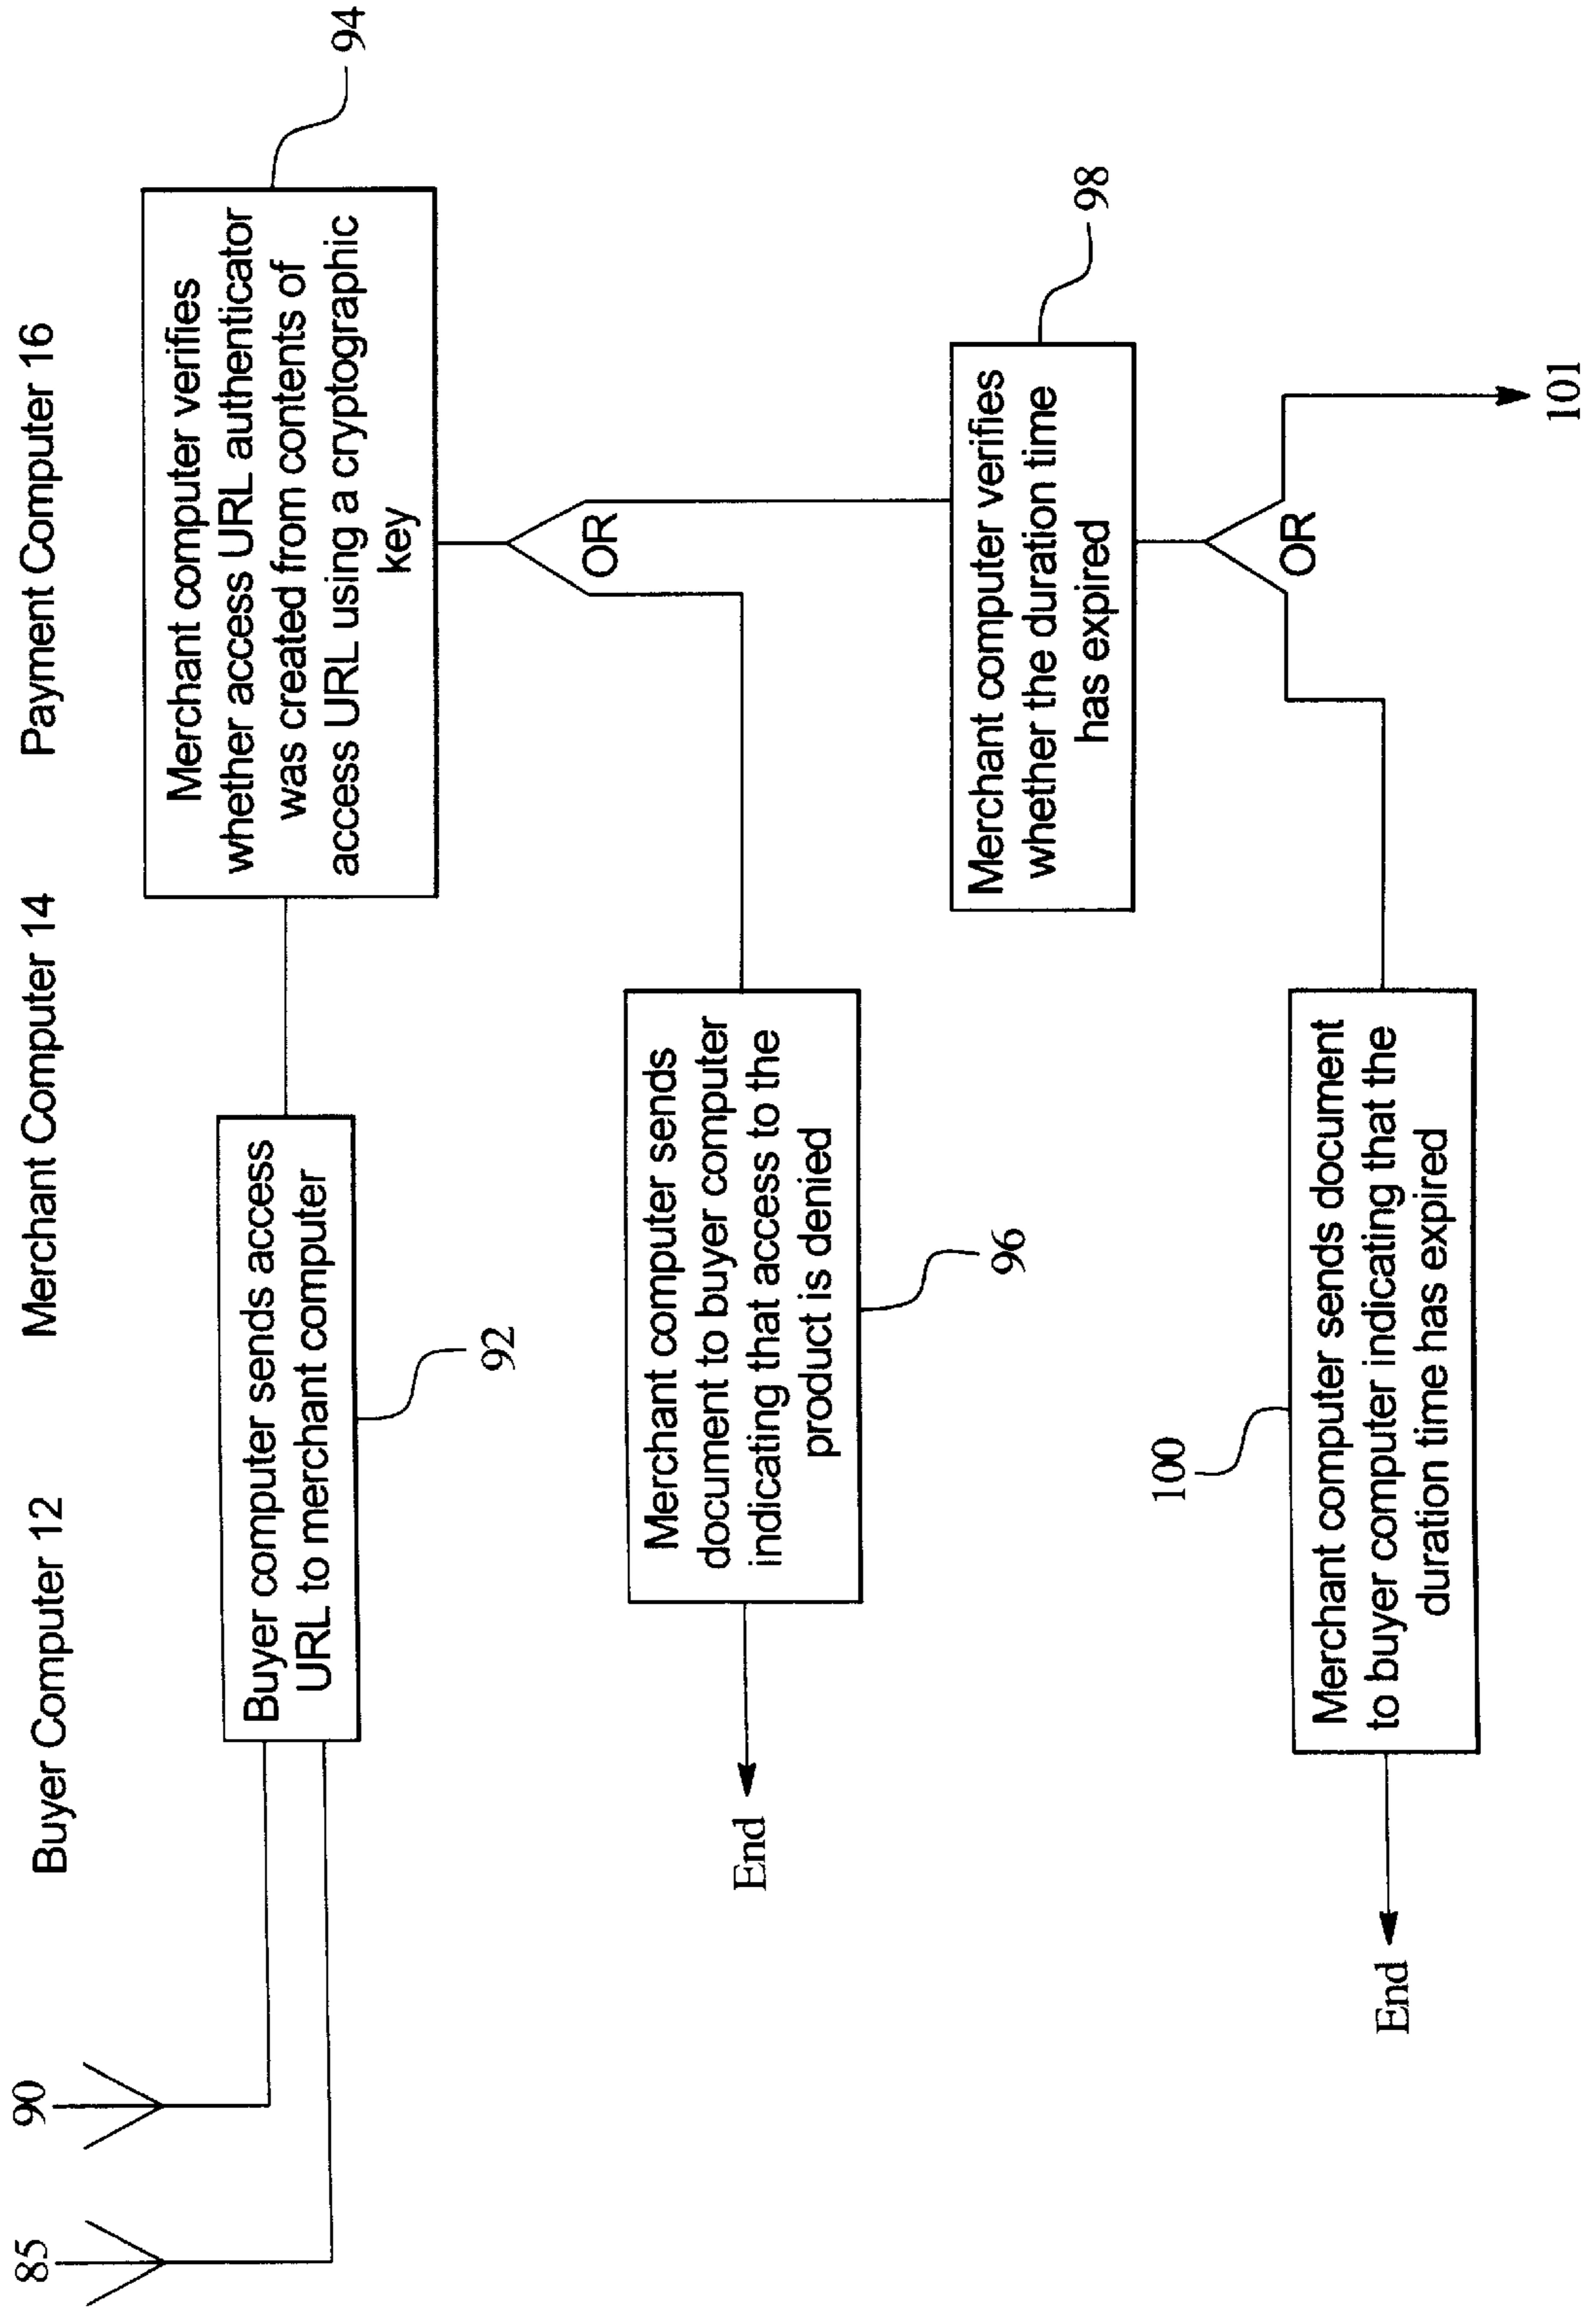 Buyer Computer 12
Merchant Computer 14
Payment Computer 16
85
90
Buyer computer sends access
URL to merchant computer
92
Merchant computer verifies
whether access URL authenticator
was created from contents of
access URL using a cryptographic
key
94
OR
Merchant computer sends
document to buyer computer
indicating that access to the
product is denied
96
End
Merchant computer verifies
whether the duration time
has expired
98
OR
100
Merchant computer sends document
to buyer computer indicating that the
duration time has expired
End
101